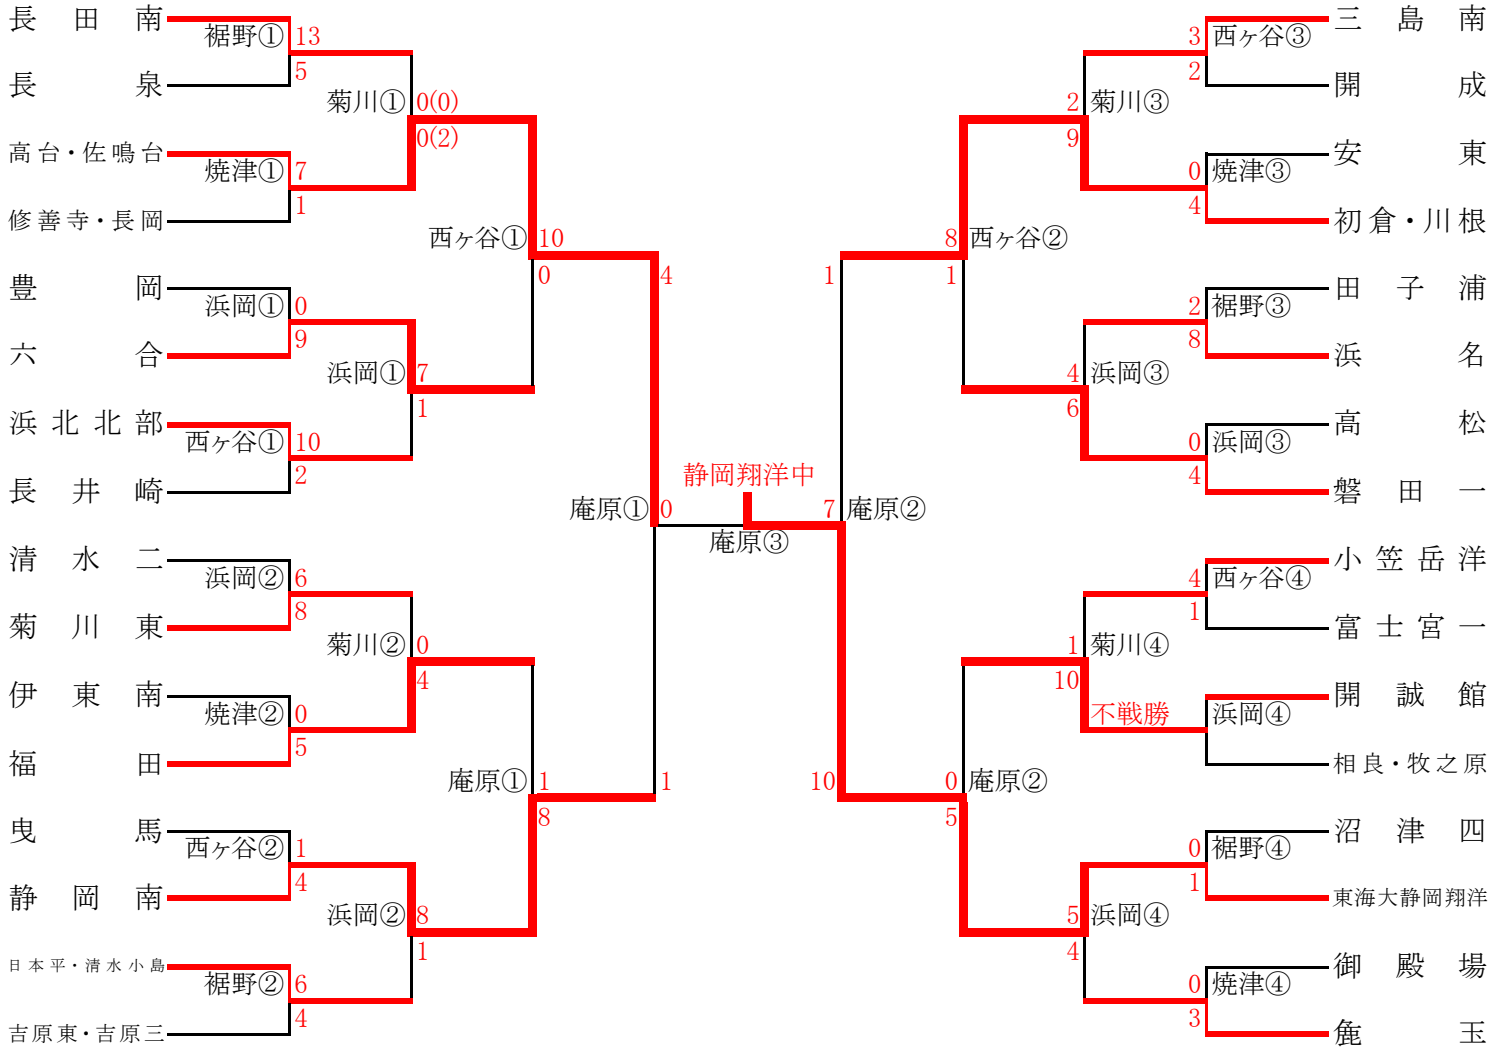 長田南
裾野① 13
5
長泉
菊川① 0(0)
0(2)
高台・佐鳴台
焼津① 7
1
修善寺・長岡
西ヶ谷① 10
0
豊岡
浜岡① 0
9
六合
浜岡① 7
1
浜北北部
西ヶ谷① 10
2
長井崎
4
庵原① 0
清水二
浜岡② 6
8
菊川東
菊川② 0
4
伊東南
焼津② 0
5
福田
庵原① 1
8
1
曳馬
西ヶ谷② 1
4
静岡南
浜岡② 8
1
日本平・清水小島
裾野② 6
4
吉原東・吉原三
静岡翔洋中
庵原③
三島南
3 西ヶ谷③
2
開成
2 菊川③
9
安東
0 焼津③
4
初倉・川根
8 西ヶ谷②
1
1
田子浦
2 裾野③
8
浜名
4 浜岡③
6
高松
0 浜岡③
4
磐田一
7 庵原②
小笠岳洋
4 西ヶ谷④
1
富士宮一
1 菊川④
10
開誠館
不戦勝 浜岡④
相良・牧之原
10
0 庵原②
5
沼津四
0 裾野④
1
東海大静岡翔洋
5 浜岡④
4
御殿場
0 焼津④
3
麁玉